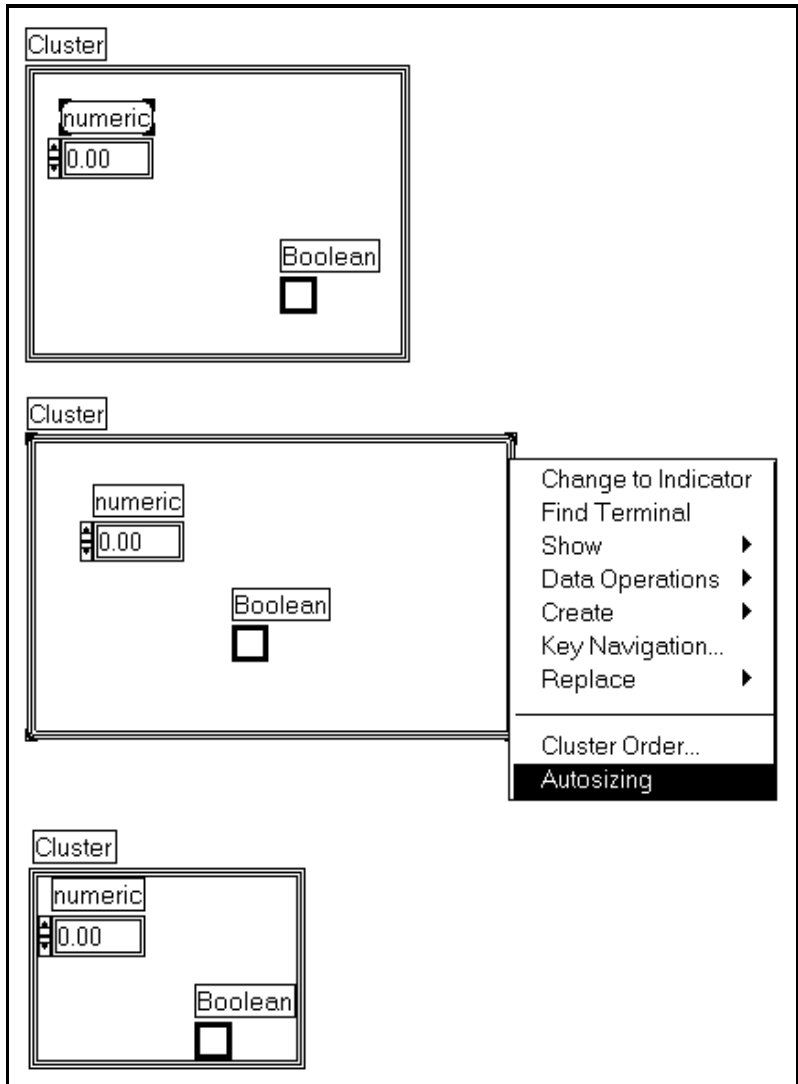 Cluster
numeric
0.00
Boolean
Cluster
numeric
0.00
Boolean
Change to Indicator
Find Terminal
Show
Data Operations
Create
Key Navigation...
Replace
Cluster Order...
Autosizing
Cluster
numeric
0.00
Boolean